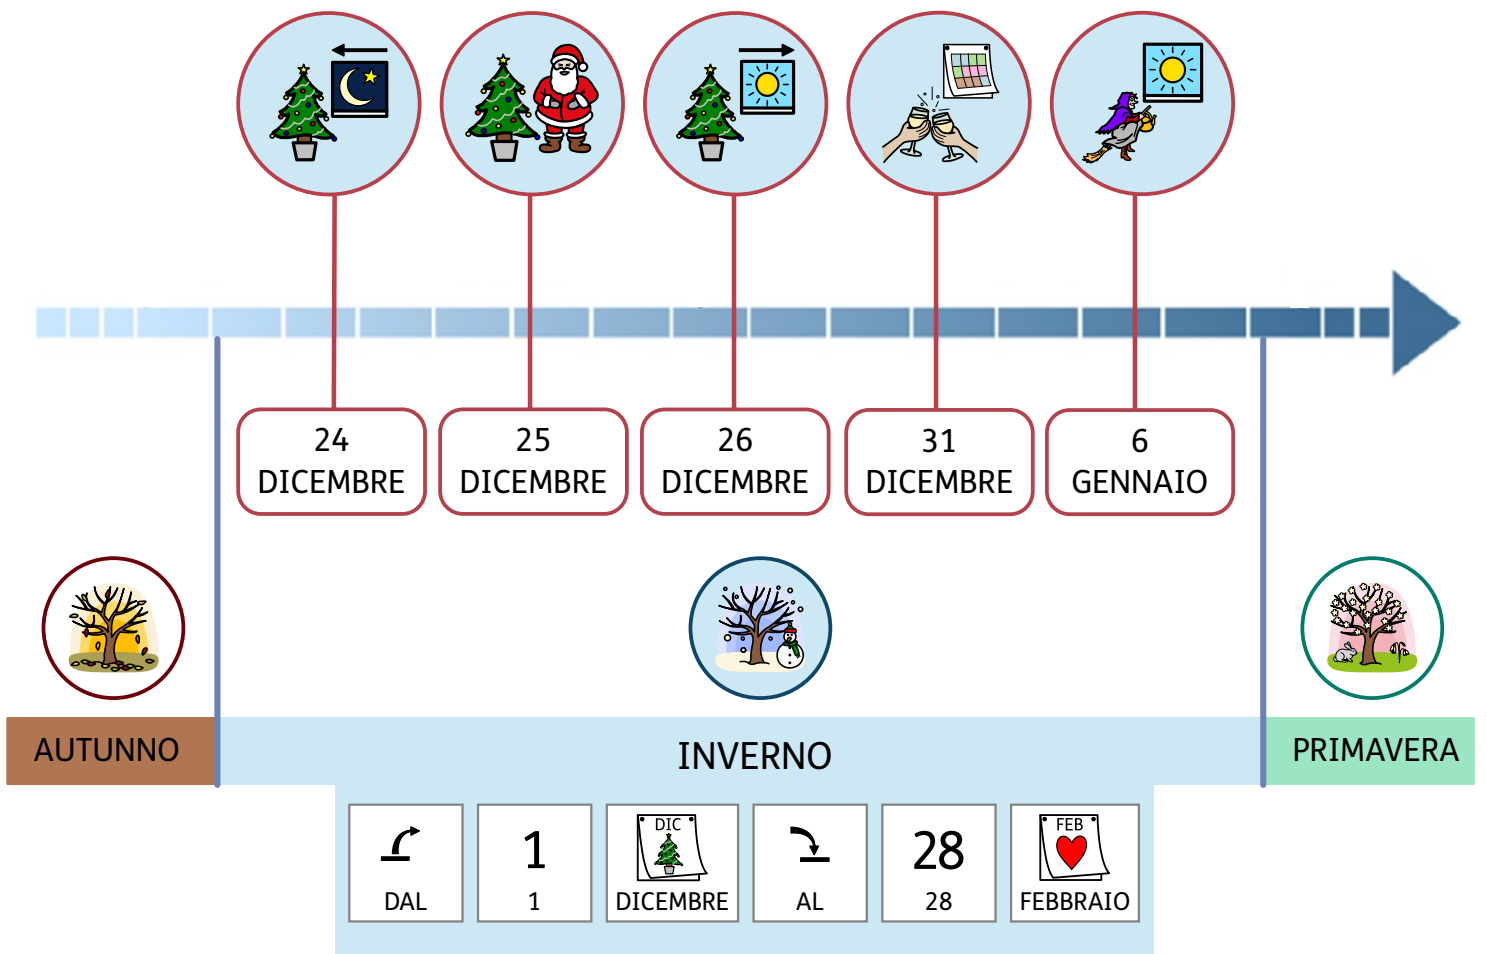 24
DICEMBRE
25
DICEMBRE
26
DICEMBRE
31
DICEMBRE
6
GENNAIO
AUTUNNO
INVERNO
PRIMAVERA
1
DIC
28
FEB
DAL
1
DICEMBRE
AL
28
FEBBRAIO